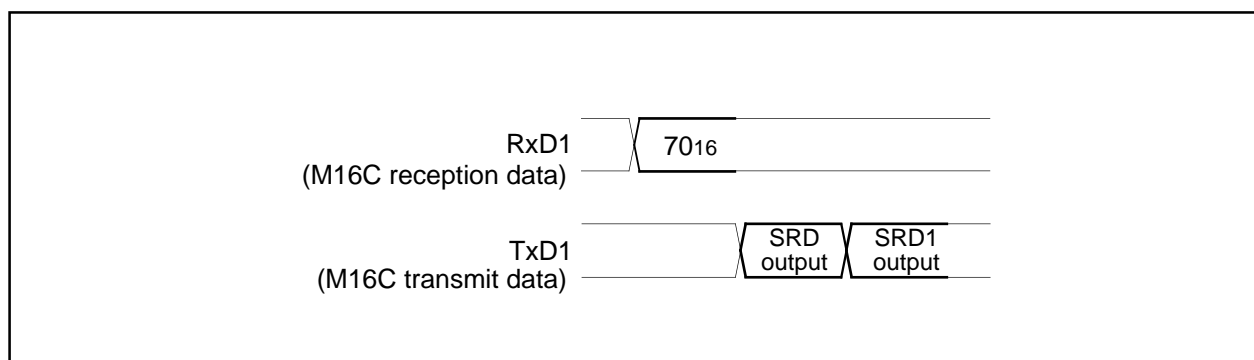 RxD1
(M16C reception data)
7016
TxD1
(M16C transmit data)
SRD
output
SRD1
output